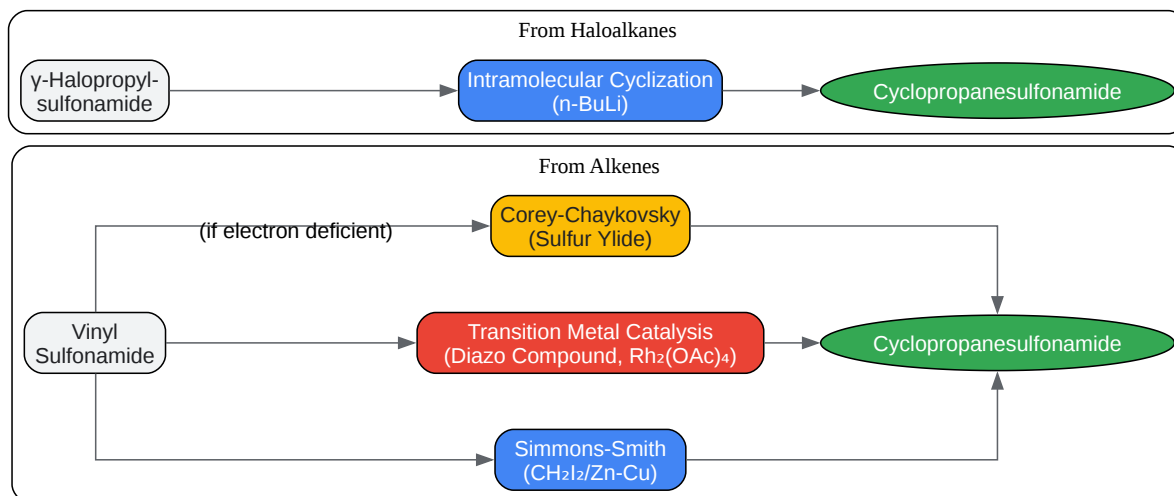 From Haloalkanes
γ-Halopropyl-
sulfonamide
Intramolecular Cyclization
(n-BuLi)
Cyclopropanesulfonamide
From Alkenes
(if electron deficient)
Corey-Chaykovsky
(Sulfur Ylide)
Vinyl
Sulfonamide
Transition Metal Catalysis
(Diazo Compound, Rh₂(OAc)₄)
Cyclopropanesulfonamide
Simmons-Smith
(CH₂I₂/Zn-Cu)